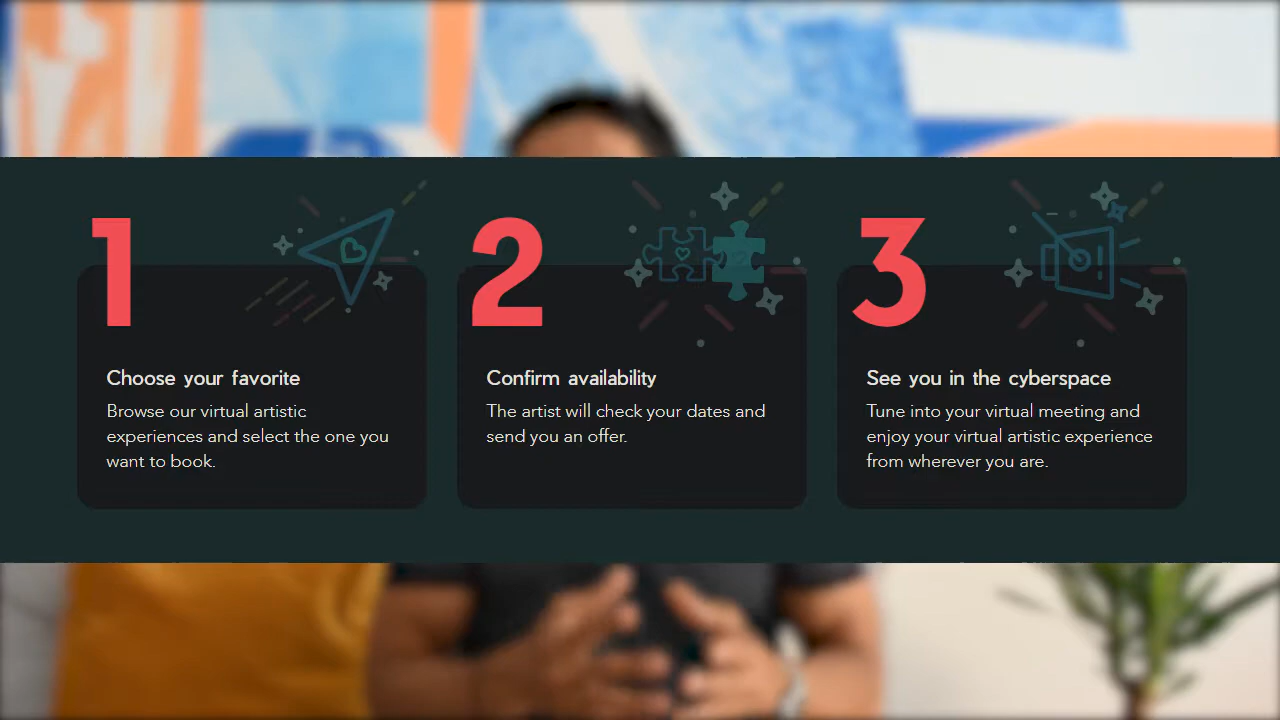 1
Choose your favorite
Browse our virtual artistic
experiences and select the one you
want to book.
2
Confirm availability
The artist will check your dates and
send you an offer.
3
See you in the cyberspace
Tune into your virtual meeting and
enjoy your virtual artistic experience
from wherever you are.